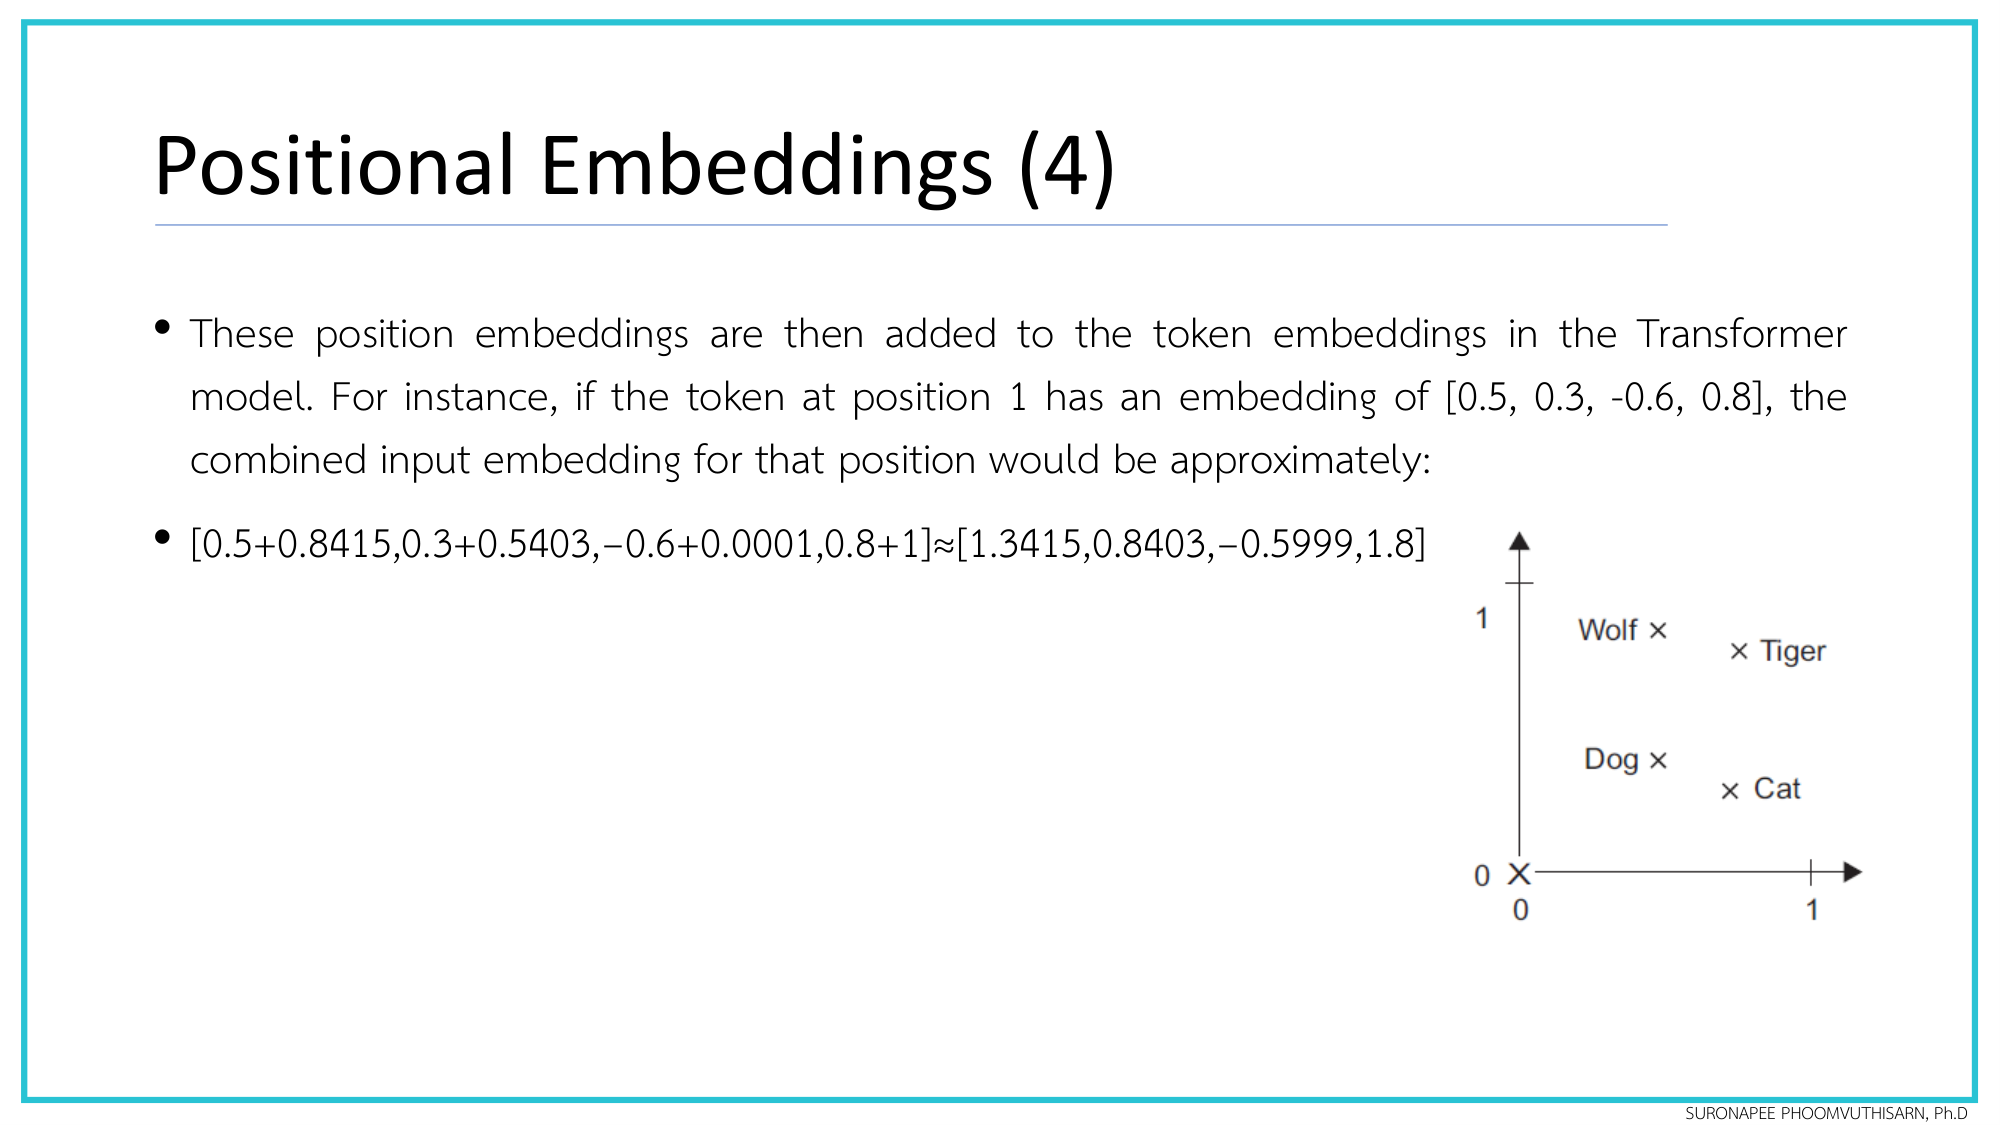 Positional Embeddings (4)
• These position embeddings are then added to the token embeddings in the Transformer
model. For instance, if the token at position 1 has an embedding of [0.5, 0.3, -0.6, 0.8], the
combined input embedding for that position would be approximately:
• [0.5+0.8415,0.3+0.5403,−0.6+0.0001,0.8+1]≈[1.3415,0.8403,−0.5999,1.8]
1
Wolf ×
× Tiger
Dog ×
× Cat
0 ×
0 1
SURONAPEE PHOOMVUTHISARN, Ph.D